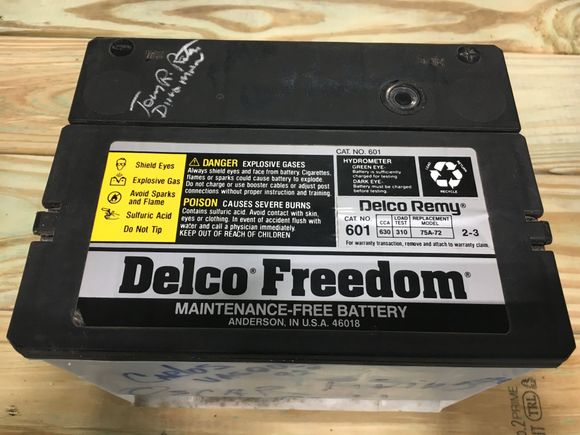 Tom R.
CAT. NO. 601
Shield Eyes
Explosive Gas
Avoid Sparks
and Flame
Sulfuric Acid
Do Not Tip
DANGER EXPLOSIVE GASES
Always shield eyes and face from battery. Cigarettes,
flames or sparks could cause battery to explode.
Do not charge or use booster cables or adjust post
connections without proper instruction and training.
POISON CAUSES SEVERE BURNS
Contains sulfuric acid. Avoid contact with skin,
eyes or clothing. In event of accident flush with
water and call a physician immediately.
KEEP OUT OF REACH OF CHILDREN
HYDROMETER
GREEN EYE-
Battery is sufficiently
charged for testing.
DARK EYE-
Battery must be charged
before testing.
RECYCLE
Delco Remy®
CAT NO
601
CCA
630
LOAD
TEST
310
REPLACEMENT
MODEL
75A-72
2-3
For warranty transaction, remove and attach to warranty claim.
Delco® Freedom®
MAINTENANCE-FREE BATTERY
ANDERSON, IN U.S.A. 46018
Carlos
2 PRIME
TRL